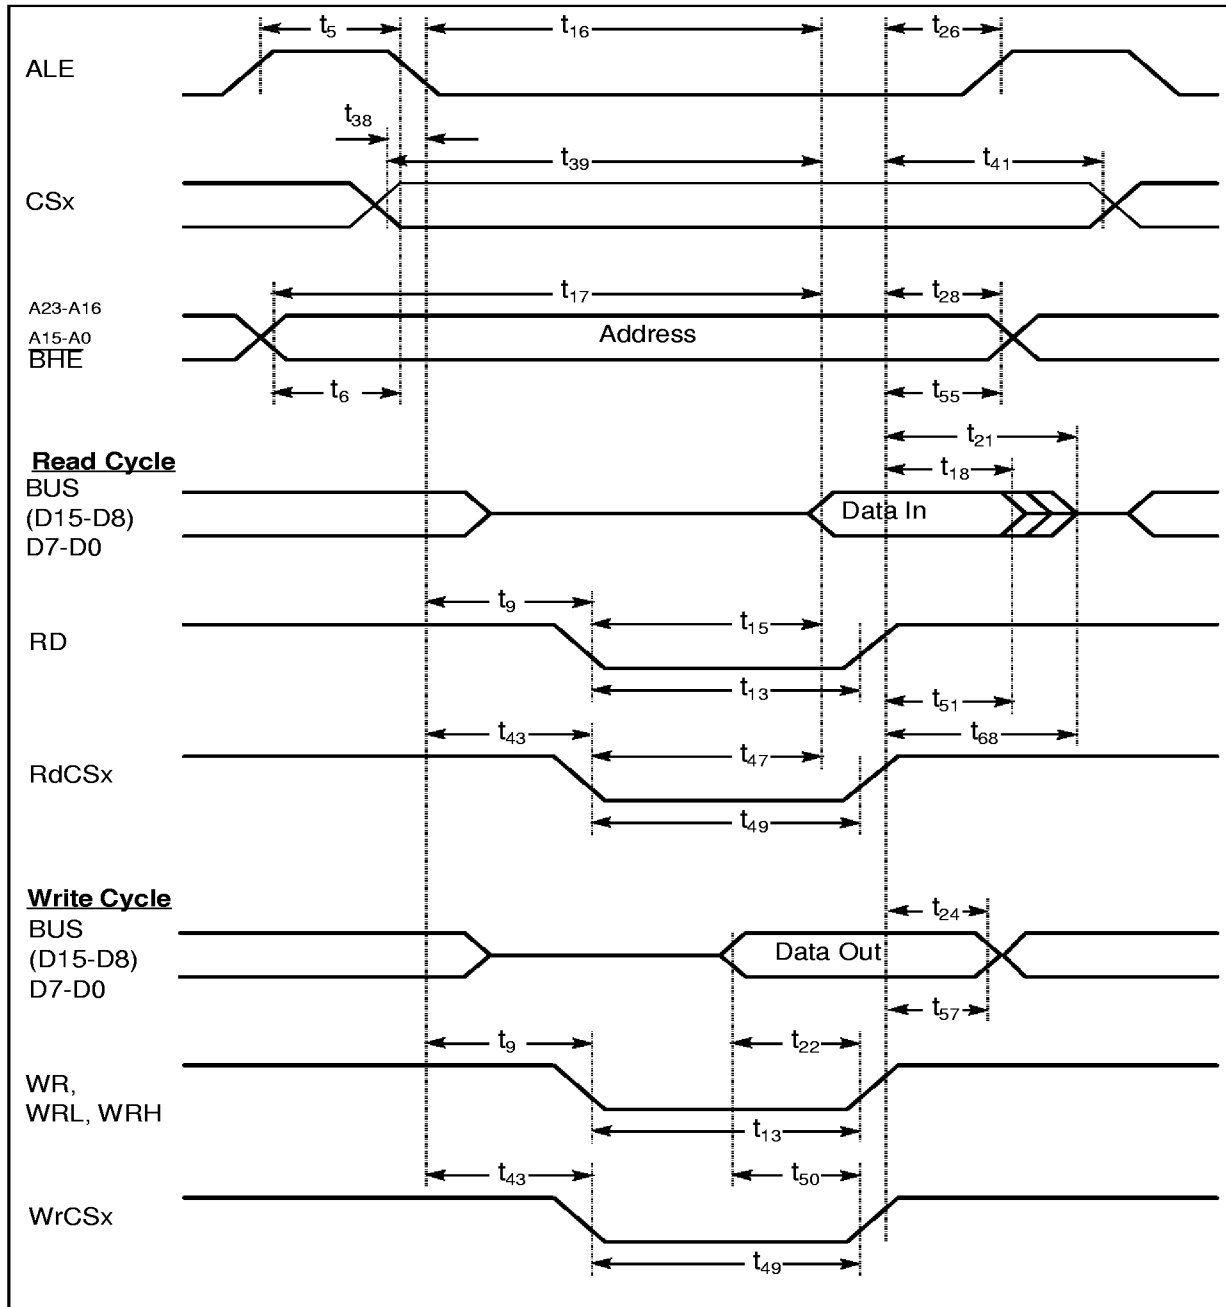 t5 t16 t26
ALE
t38
t39 t41
CSx
t17 t28
A23-A16
A15-A0
BHE
Address
t6 t55
t21
Read Cycle
t18
BUS
(D15-D8)
D7-D0
Data In
t9
t15
RD
t13 t51
t43 t68
t47
RdCSx
t49
Write Cycle
t24
BUS
(D15-D8)
D7-D0
Data Out
t57
t9 t22
WR,
WRL, WRH
t13
t43 t50
WrCSx
t49